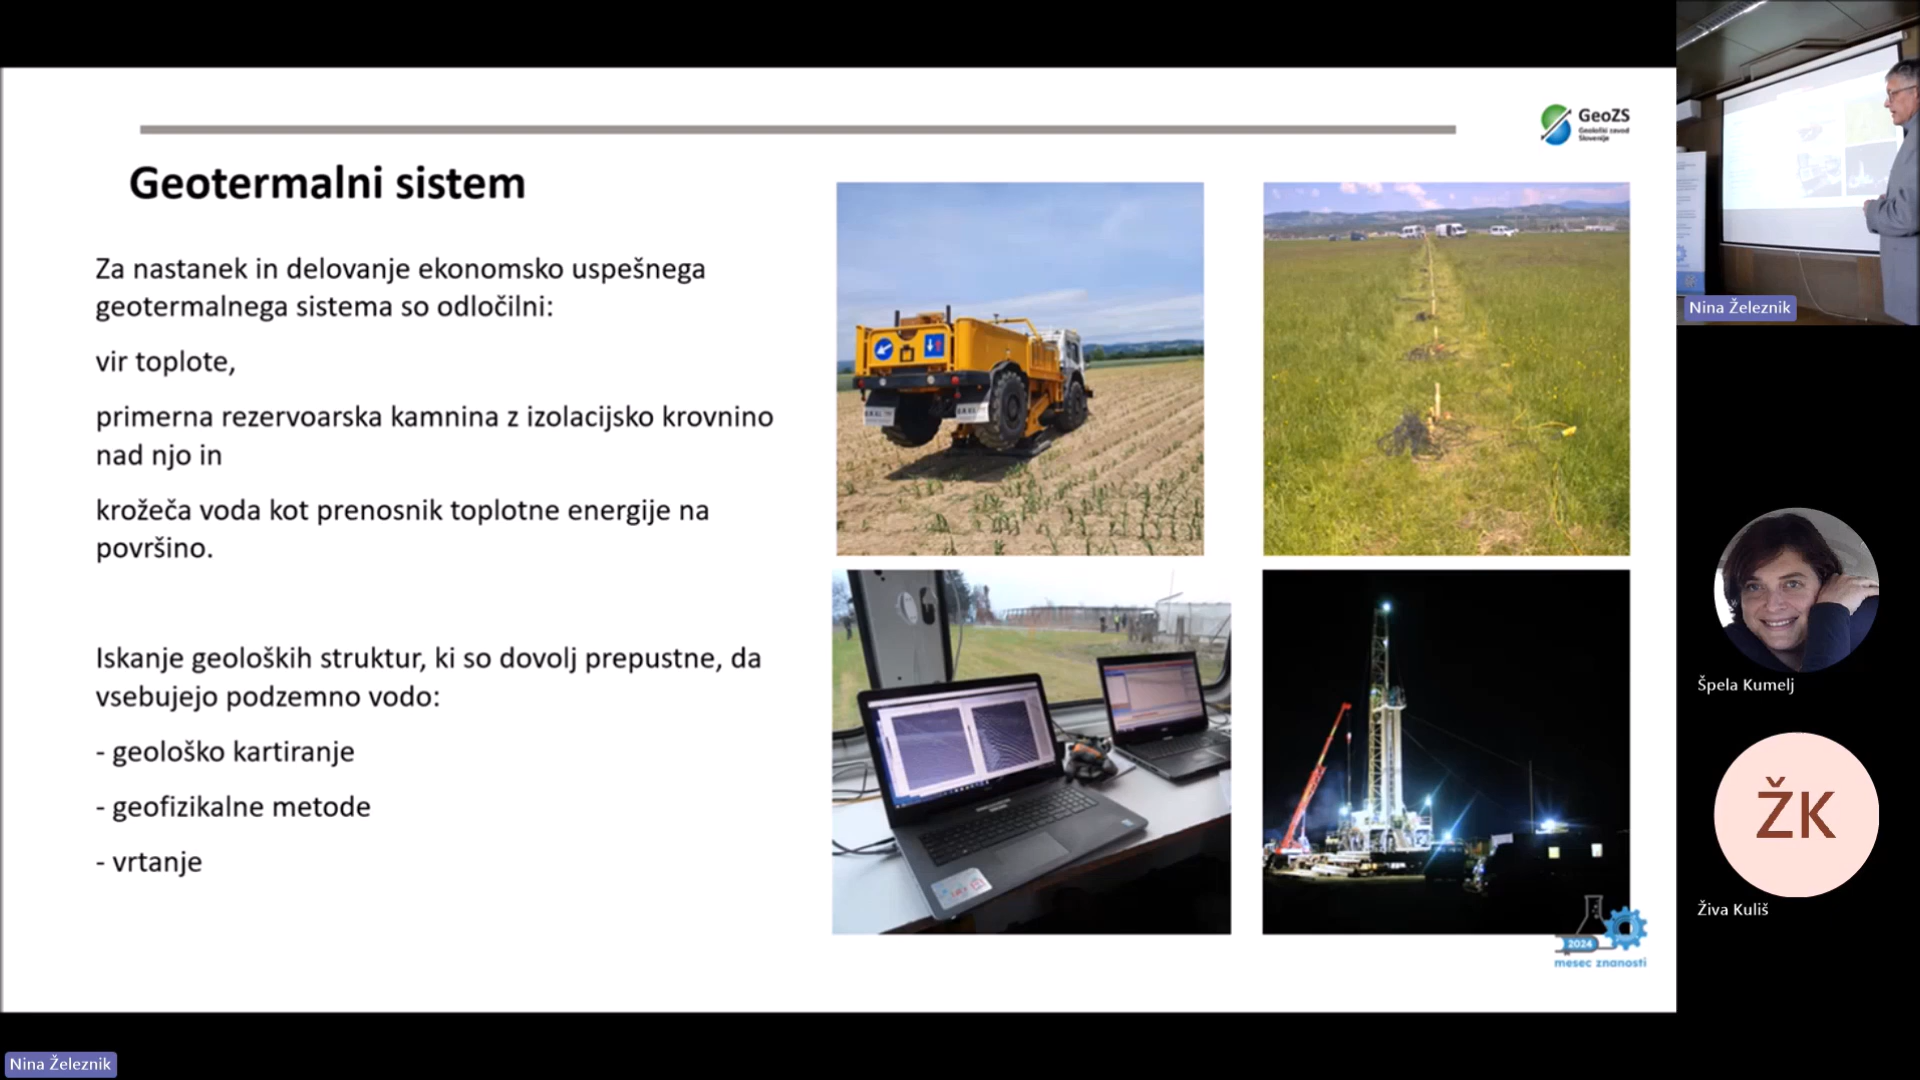 GeoZS
Geološki zavod
Slovenije
Geotermalni sistem
Za nastanek in delovanje ekonomsko uspešnega
geotermalnega sistema so odločilni:
vir toplote,
primerna rezervoarska kamnina z izolacijsko krovnino
nad njo in
krožeča voda kot prenosnik toplotne energije na
površino.
Iskanje geoloških struktur, ki so dovolj prepustne, da
vsebujejo podzemno vodo:
- geološko kartiranje
- geofizikalne metode
- vrtanje
2024
mesec znanosti
Nina Železnik
Špela Kumelj
ŽK
Živa Kuliš
Nina Železnik